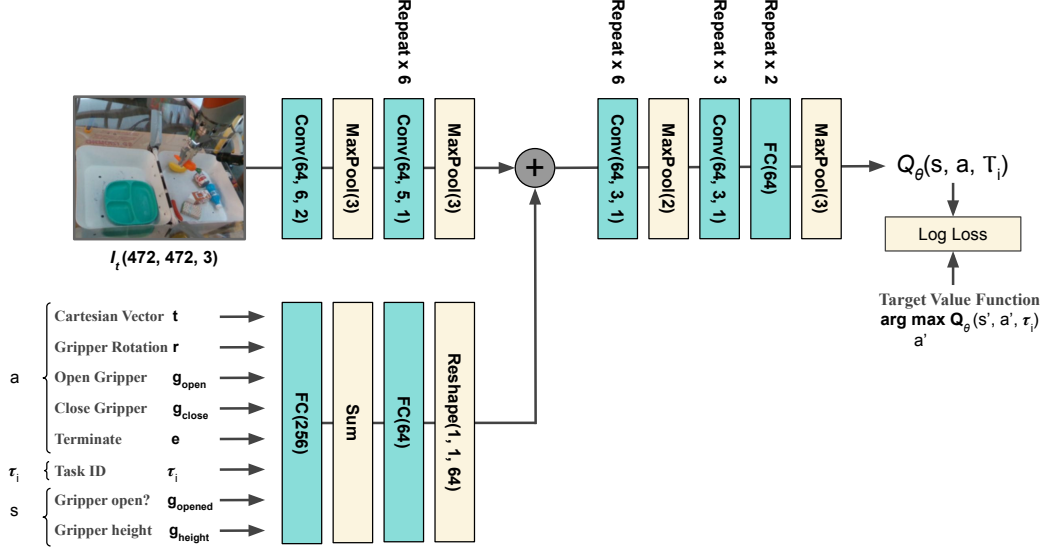 Repeat x 6
Repeat x 6
Repeat x 3
Repeat x 2
Conv(64, 6, 2)
MaxPool(3)
Conv(64, 5, 1)
MaxPool(3)
+
Conv(64, 3, 1)
MaxPool(2)
Conv(64, 3, 1)
FC(64)
MaxPool(3)
Qθ(s, a, Τi)
Log Loss
Target Value Function
arg max Qθ(s', a', τi)
a'
It(472, 472, 3)
a
Cartesian Vector t
Gripper Rotation r
Open Gripper gopen
Close Gripper gclose
Terminate e
τi
Task ID τi
s
Gripper open? gopened
Gripper height gheight
FC(256)
Sum
FC(64)
Reshape(1, 1, 64)